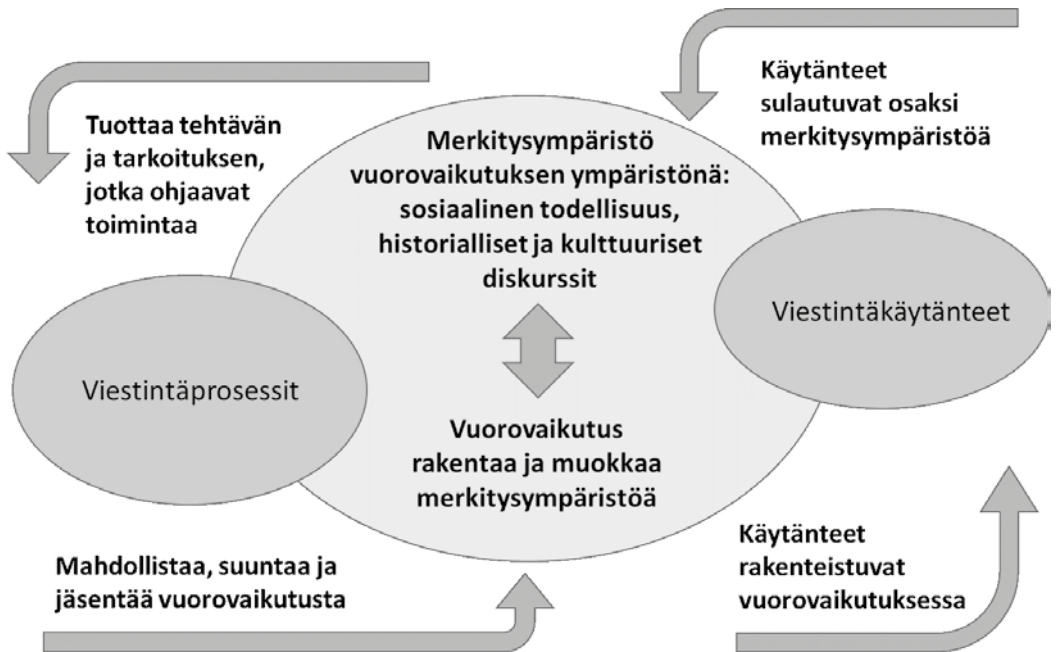 Tuottaa tehtävän
ja tarkoituksen,
jotka ohjaavat
toimintaa
Merkitysympäristö
vuorovaikutuksen ympäristönä:
sosiaalinen todellisuus,
historialliset ja kulttuuriset
diskurssit
Käytänteet
sulautuvat osaksi
merkitysympäristöä
Viestintäprosessit
Viestintäkäytänteet
Vuorovaikutus
rakentaa ja muokkaa
merkitysympäristöä
Mahdollistaa, suuntaa ja
jäsentää vuorovaikutusta
Käytänteet
rakenteistuvat
vuorovaikutuksessa